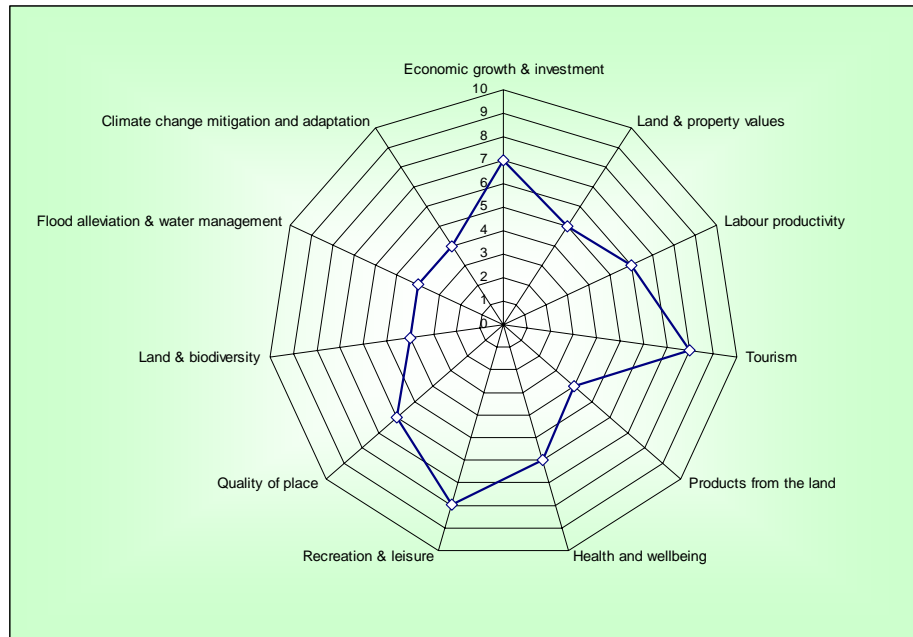 Economic growth & investment
10
9
8
7
6
5
4
3
2
1
0
Land & property values
Labour productivity
Tourism
Products from the land
Health and wellbeing
Recreation & leisure
Quality of place
Land & biodiversity
Flood alleviation & water management
Climate change mitigation and adaptation